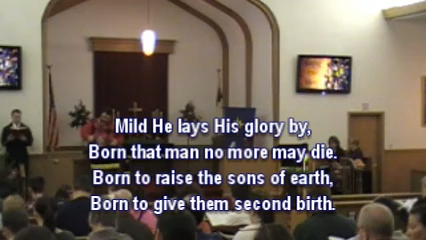 Mild He lays His glory by,
Born that man no more may die.
Born to raise the sons of earth,
Born to give them second birth.